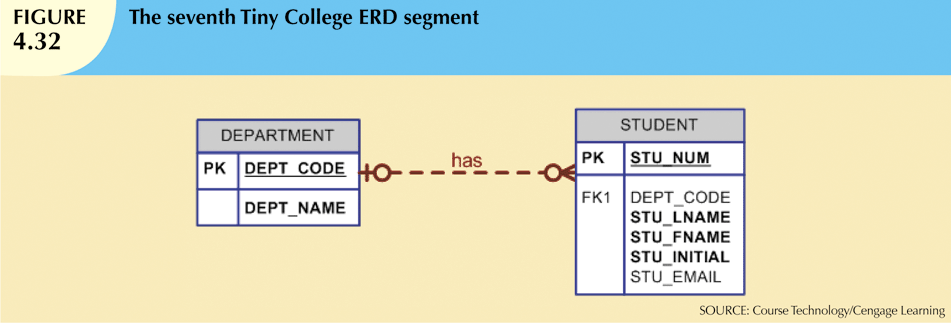 FIGURE
4.32
The seventh Tiny College ERD segment
DEPARTMENT
PK DEPT_CODE
DEPT_NAME
has
STUDENT
PK STU_NUM
FK1 DEPT_CODE
STU_LNAME
STU_FNAME
STU_INITIAL
STU_EMAIL
SOURCE: Course Technology/Cengage Learning